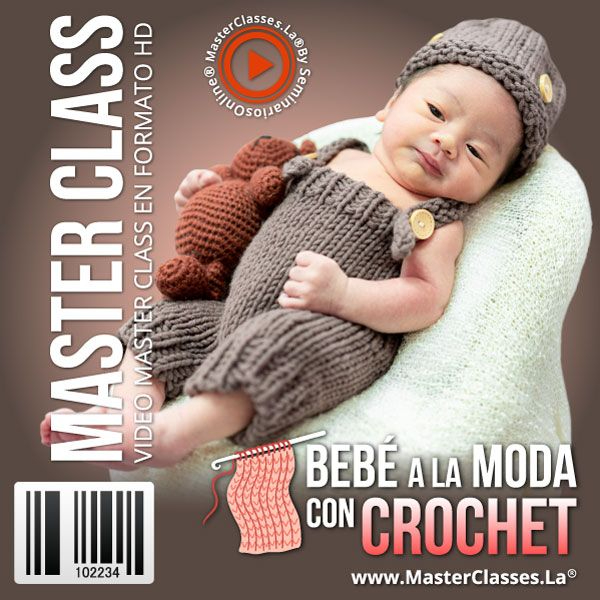 MasterClasses.La® By SeminariosOnline®
MASTER CLASS
VIDEO MASTER CLASS EN FORMATO HD
BEBÉ A LA MODA
CON CROCHET
102234
www.MasterClasses.La®